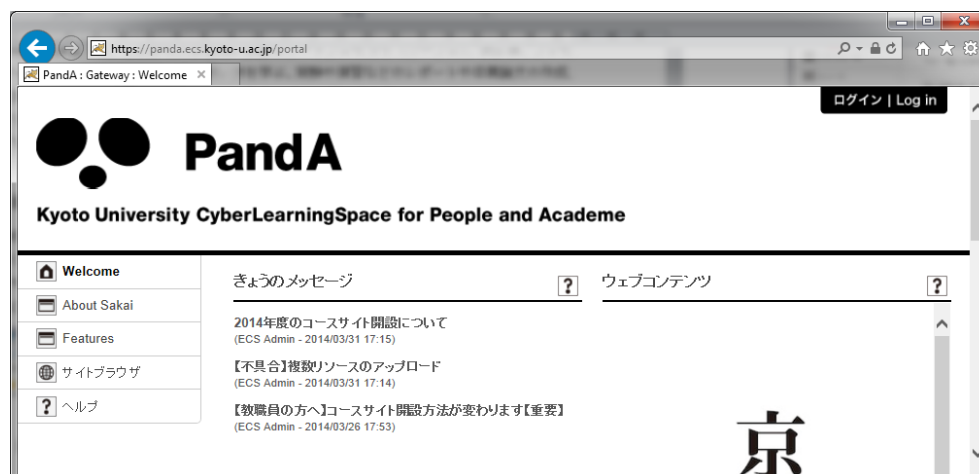 https://panda.ecs.kyoto-u.ac.jp/portal
PandA : Gateway : Welcome
ログイン | Log in
PandA
Kyoto University CyberLearningSpace for People and Academe
Welcome
About Sakai
Features
サイトブラウザ
ヘルプ
きょうのメッセージ
2014年度のコースサイト開設について
(ECS Admin - 2014/03/31 17:15)
【不具合】複数リソースのアップロード
(ECS Admin - 2014/03/31 17:14)
【教職員の方へ】コースサイト開設方法が変わります【重要】
(ECS Admin - 2014/03/26 17:53)
ウェブコンテンツ
京